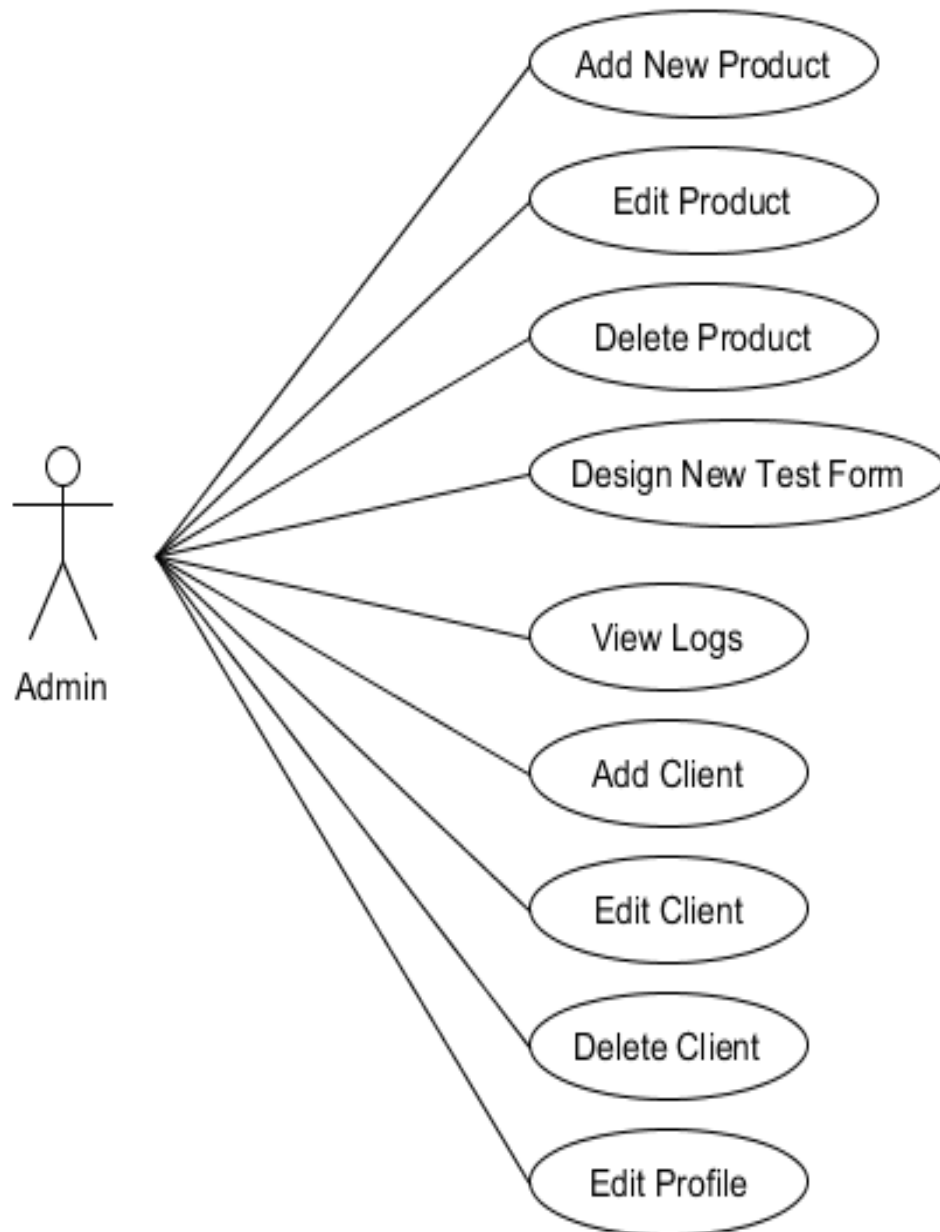 Add New Product
Edit Product
Delete Product
Design New Test Form
Admin
View Logs
Add Client
Edit Client
Delete Client
Edit Profile